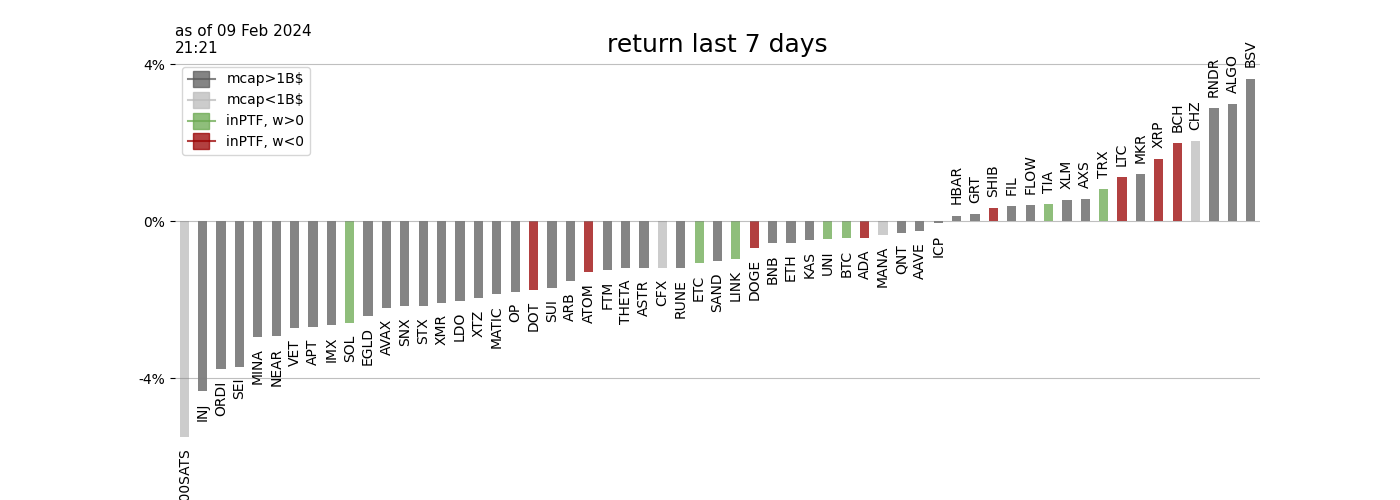 as of 09 Feb 2024
21:21
return last 7 days
4%
0%
-4%
mcap>1B$
mcap<1B$
inPTF, w>0
inPTF, w<0
00SATS
INJ
ORDI
SEI
MINA
NEAR
VET
APT
IMX
SOL
EGLD
AVAX
SNX
STX
XMR
LDO
XTZ
MATIC
OP
DOT
SUI
ARB
ATOM
FTM
THETA
ASTR
CFX
RUNE
ETC
SAND
LINK
DOGE
BNB
ETH
KAS
UNI
BTC
ADA
MANA
QNT
AAVE
ICP
HBAR
GRT
SHIB
FIL
FLOW
TIA
XLM
AXS
TRX
LTC
MKR
XRP
BCH
CHZ
RNDR
ALGO
BSV